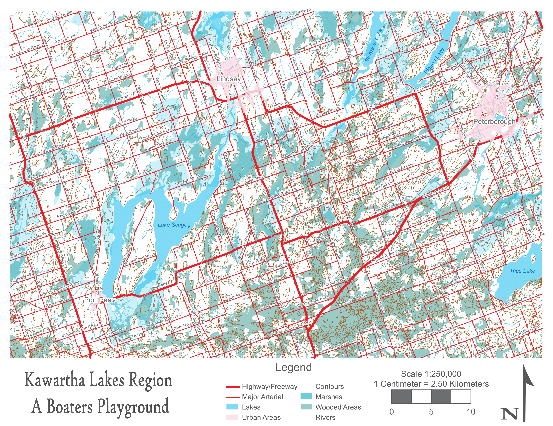 Lindsay
Peterborough
Lake Scugog
Rice Lake
Port Perry
Legend
Kawartha Lakes Region
A Boaters Playground
Highway/Freeway
Major Arterial
Lakes
Urban Areas
Contours
Marshes
Wooded Areas
Rivers
Scale 1:250,000
1 Centimeter = 2.50 Kilometers
0 5 10
N